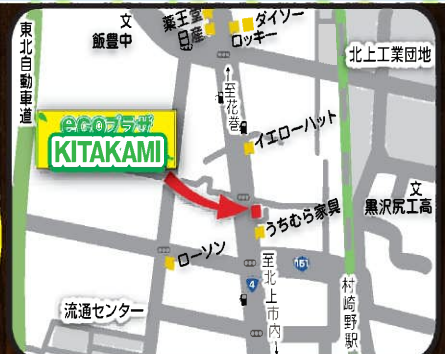 文
飯豊中
薬王堂
日産
ダイソー
ロッキー
東北自動車道
北上工業団地
至花巻
イエローハット
ecoプラザ
KITAKAMI
文
黒沢尻工高
うちむら家具
ローソン
至北上市内
161
4
村崎野駅
流通センター